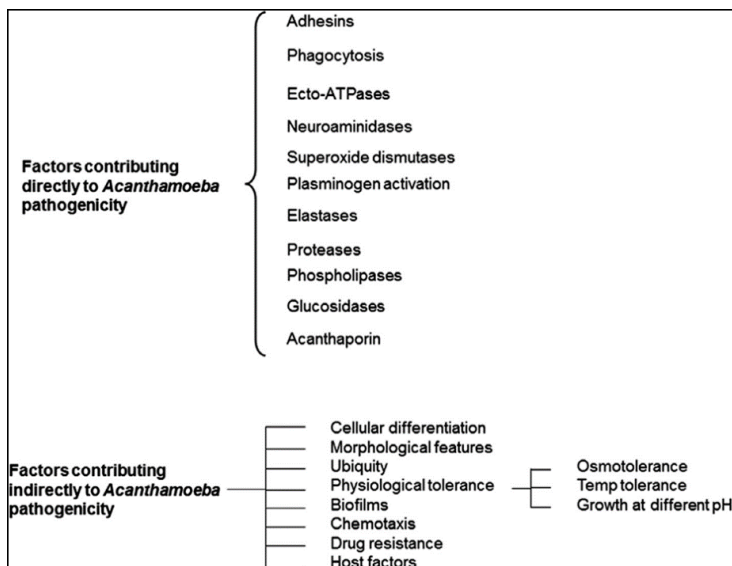 Adhesins
Phagocytosis
Ecto-ATPases
Neuroaminidases
Superoxide dismutases
Plasminogen activation
Elastases
Proteases
Phospholipases
Glucosidases
Acanthaporin
Factors contributing
directly to Acanthamoeba
pathogenicity
Factors contributing
indirectly to Acanthamoeba
pathogenicity
Cellular differentiation
Morphological features
Ubiquity
Physiological tolerance
Biofilms
Chemotaxis
Drug resistance
Host factors
Osmotolerance
Temp tolerance
Growth at different pH